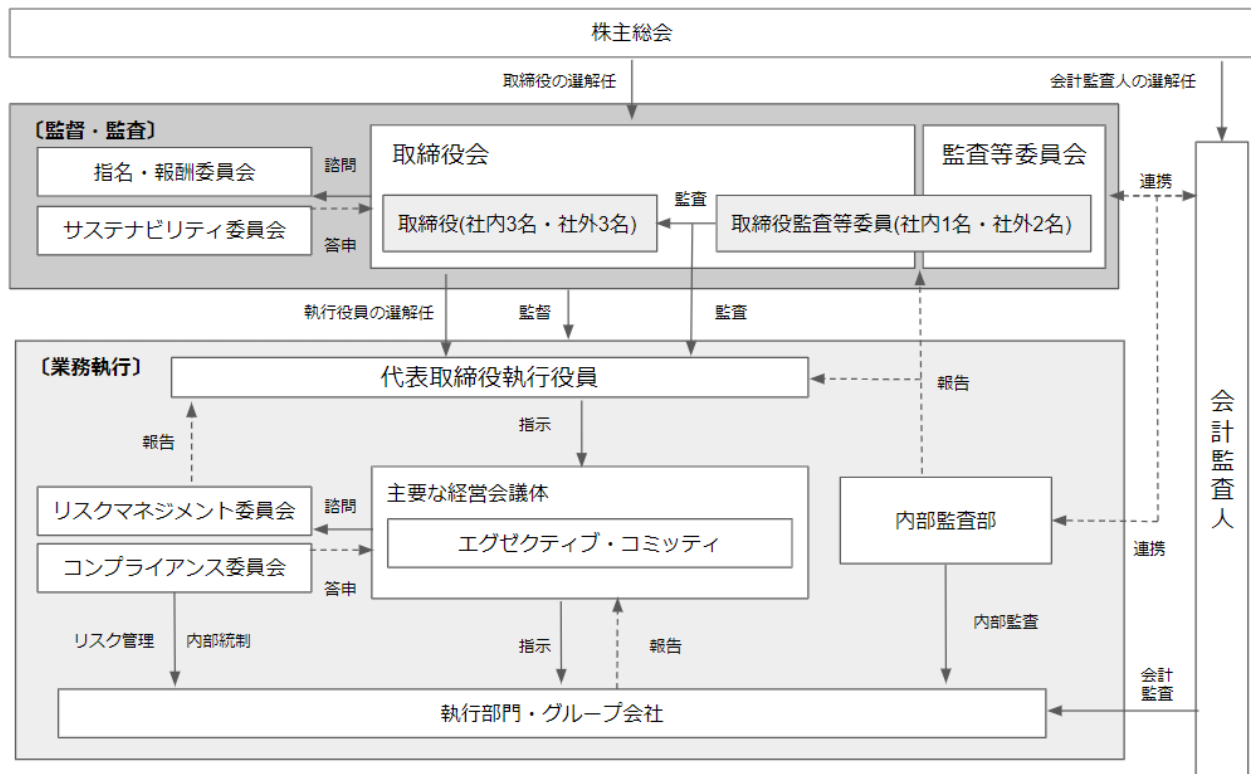 株主総会
取締役の選解任
会計監査人の選解任
〔監督・監査〕
取締役会
監査等委員会
指名・報酬委員会
諮問
サステナビリティ委員会
答申
監査
取締役(社内3名・社外3名)
取締役監査等委員(社内1名・社外2名)
連携
執行役員の選解任
監督
監査
〔業務執行〕
代表取締役執行役員
報告
指示
報告
会計監査人
主要な経営会議体
リスクマネジメント委員会
諮問
エグゼクティブ・コミッティ
コンプライアンス委員会
答申
内部監査部
連携
リスク管理
内部統制
指示
報告
内部監査
会計
監査
執行部門・グループ会社